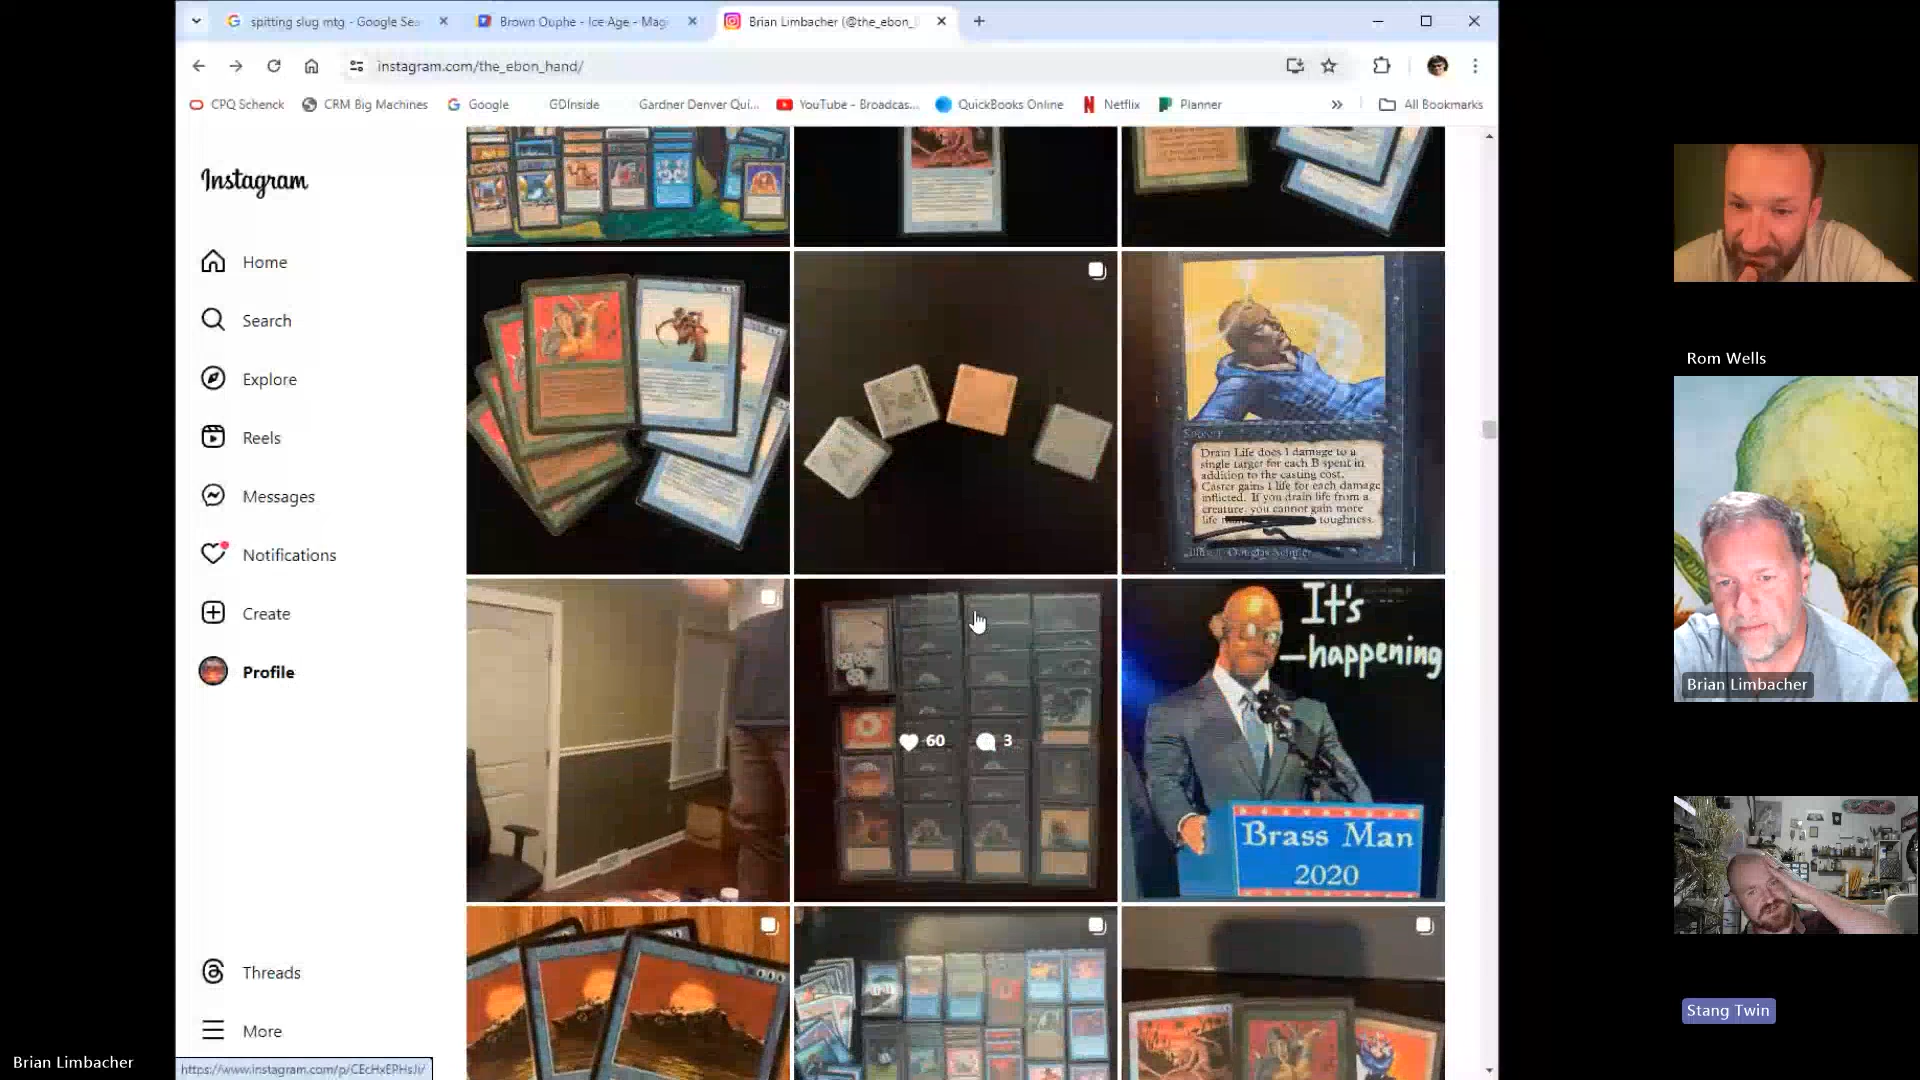 spitting slug mtg - Google Sea
Brown Ouphe - Ice Age - Mag
Brian Limbacher (@the_ebon_
instagram.com/the_ebon_hand/
CPQ Schenck
CRM Big Machines
Google
GDInside
Gardner Denver Qui...
YouTube - Broadcas...
QuickBooks Online
Netflix
Planner
All Bookmarks
Instagram
Home
Search
Explore
Reels
Messages
Notifications
Create
Profile
Threads
More
Drain Life does 1 damage to a
single target for each B spent in
addition to the casting cost.
Caster gains 1 life for each damage
inflicted. If you drain life from a
creature, you cannot gain more
life toughness.
60
3
It's
happening
Brass Man
2020
https://www.instagram.com/p/CEcHxEPHsJr/
Brian Limbacher
Rom Wells
Brian Limbacher
Stang Twin